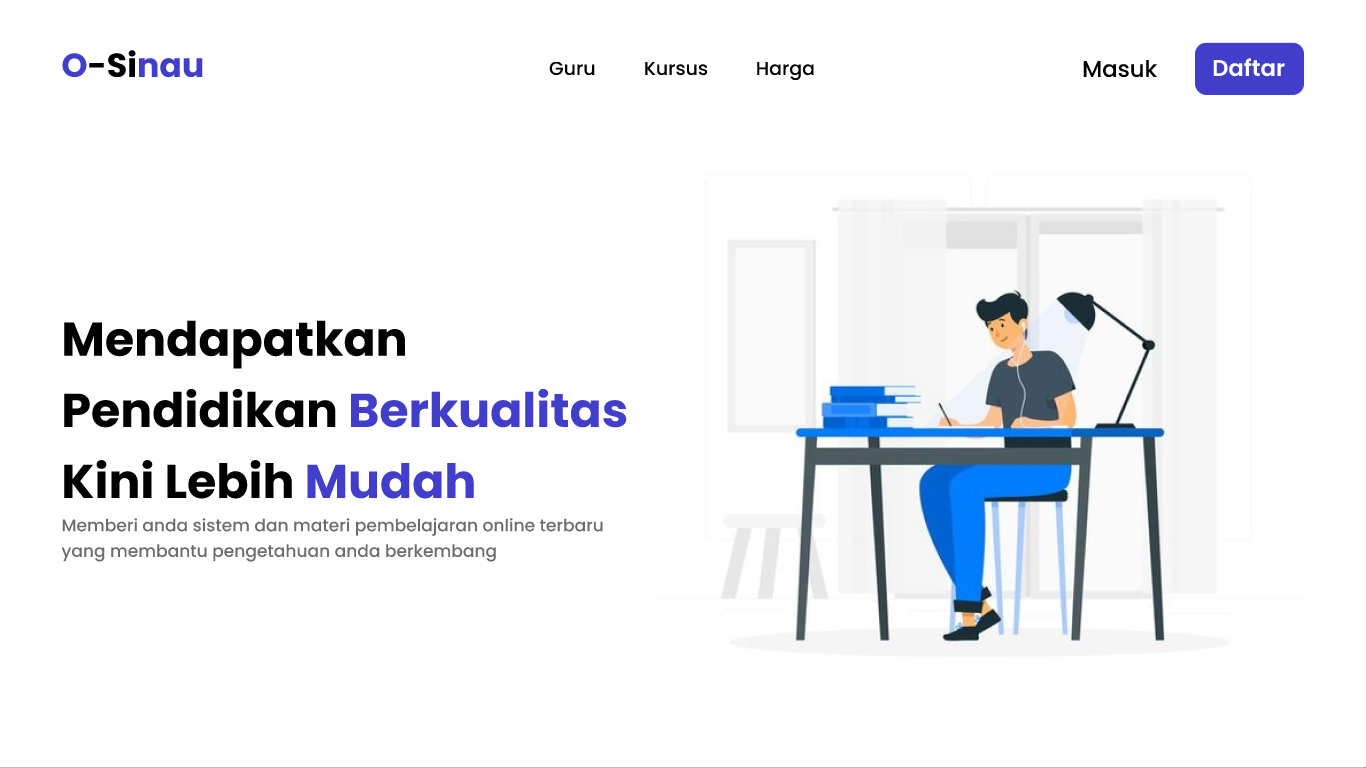 O-Sinau
Guru
Kursus
Harga
Masuk
Daftar
Mendapatkan
Pendidikan Berkualitas
Kini Lebih Mudah
Memberi anda sistem dan materi pembelajaran online terbaru
yang membantu pengetahuan anda berkembang